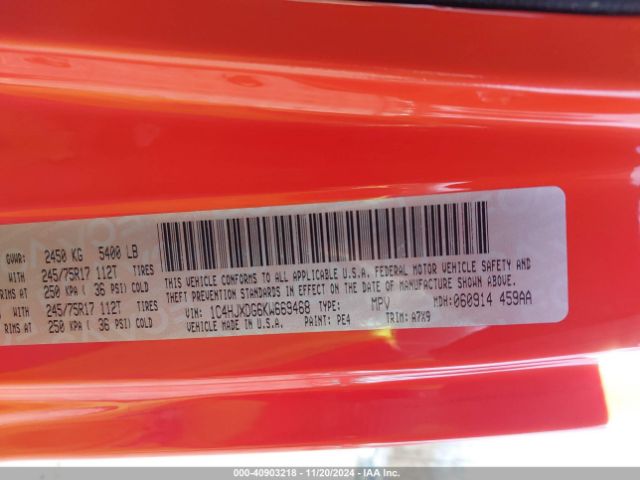 GVWR: 2450 KG 5400 LB
WITH 245/75R17 112T TIRES
RIMS AT 250 KPA ( 36 PSI) COLD
WITH 245/75R17 112T TIRES
RIMS AT 250 KPA ( 36 PSI) COLD
THIS VEHICLE CONFORMS TO ALL APPLICABLE U.S.A. FEDERAL MOTOR VEHICLE SAFETY AND
THEFT PREVENTION STANDARDS IN EFFECT ON THE DATE OF MANUFACTURE SHOWN ABOVE.
VIN: 1C4HJXDG6KW669468 TYPE: MPV MDH:060914 459AA
MADE IN U.S.A. PAINT: PE4 TRIM: A7X9
000-40903218 - 11/20/2024 - IAAI.COM